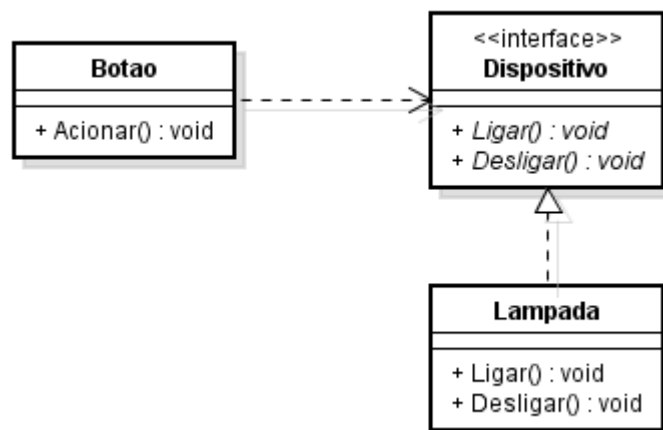 Botao
+ Acionar() : void
<<interface>>
Dispositivo
+ Ligar() : void
+ Desligar() : void
Lampada
+ Ligar() : void
+ Desligar() : void